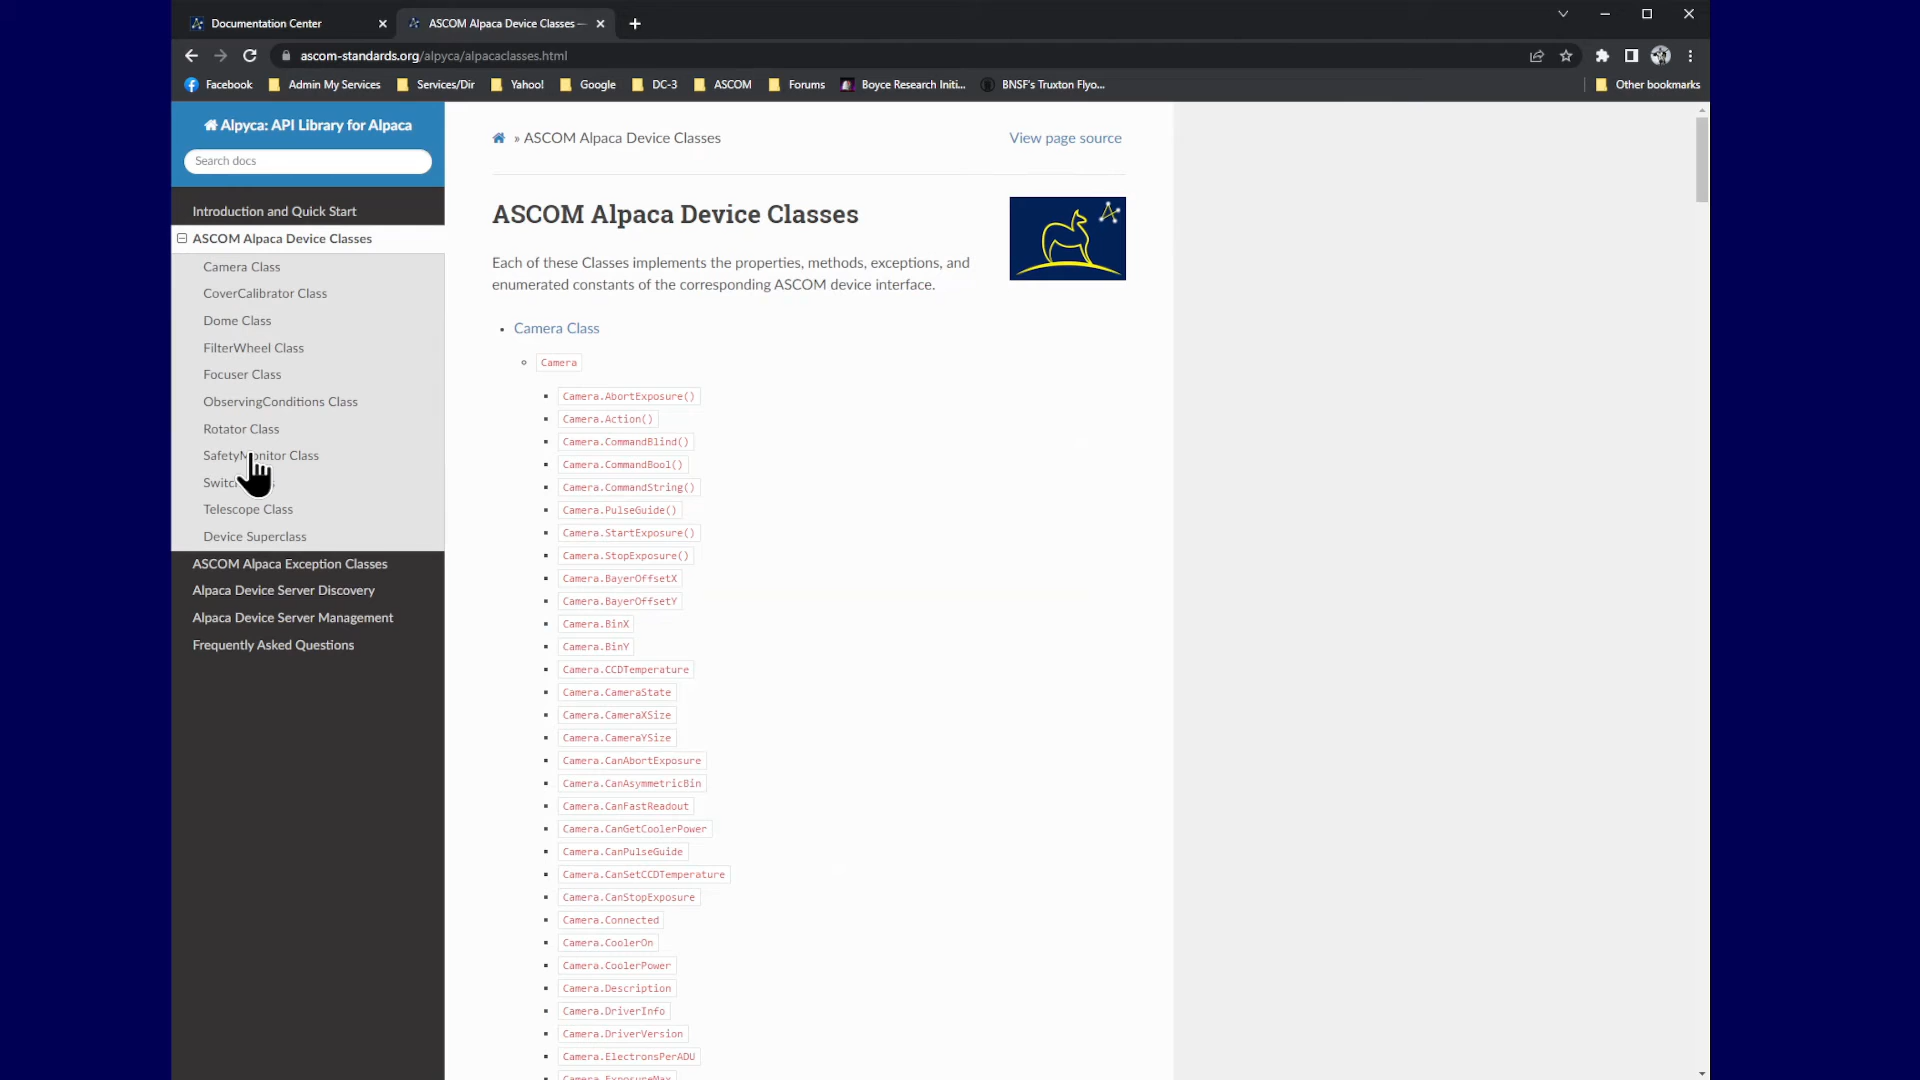 Documentation Center
ASCOM Alpaca Device Classes —
ascom-standards.org/alpyca/alpacaclasses.html
Facebook Admin My Services Services/Dir Yahoo! Google DC-3 ASCOM Forums Boyce Research Initi... BNSF's Truxton Flyo... Other bookmarks
Alpyca: API Library for Alpaca
Search docs
Introduction and Quick Start
ASCOM Alpaca Device Classes
Camera Class
CoverCalibrator Class
Dome Class
FilterWheel Class
Focuser Class
ObservingConditions Class
Rotator Class
SafetyMonitor Class
Telescope Class
Device Superclass
ASCOM Alpaca Exception Classes
Alpaca Device Server Discovery
Alpaca Device Server Management
Frequently Asked Questions
» ASCOM Alpaca Device Classes
View page source
ASCOM Alpaca Device Classes
Each of these Classes implements the properties, methods, exceptions, and
enumerated constants of the corresponding ASCOM device interface.
Camera Class
Camera
Camera.AbortExposure()
Camera.Action()
Camera.CommandBlind()
Camera.CommandBool()
Camera.CommandString()
Camera.PulseGuide()
Camera.StartExposure()
Camera.StopExposure()
Camera.BayerOffsetX
Camera.BayerOffsetY
Camera.BinX
Camera.BinY
Camera.CCDTemperature
Camera.CameraState
Camera.CameraXSize
Camera.CameraYSize
Camera.CanAbortExposure
Camera.CanAsymmetricBin
Camera.CanFastReadout
Camera.CanGetCoolerPower
Camera.CanPulseGuide
Camera.CanSetCCDTemperature
Camera.CanStopExposure
Camera.Connected
Camera.CoolerOn
Camera.CoolerPower
Camera.Description
Camera.DriverInfo
Camera.DriverVersion
Camera.ElectronsPerADU
Camera.ExposureMax